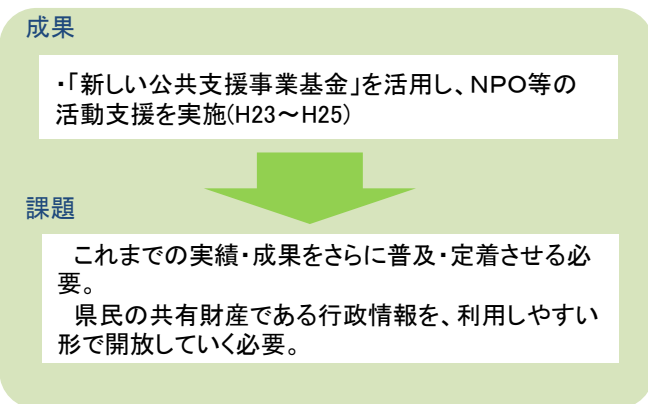 成果
・「新しい公共支援事業基金」を活用し、NPO等の
活動支援を実施(H23～H25)
課題
　これまでの実績・成果をさらに普及・定着させる必
要。
　県民の共有財産である行政情報を、利用しやすい
形で開放していく必要。